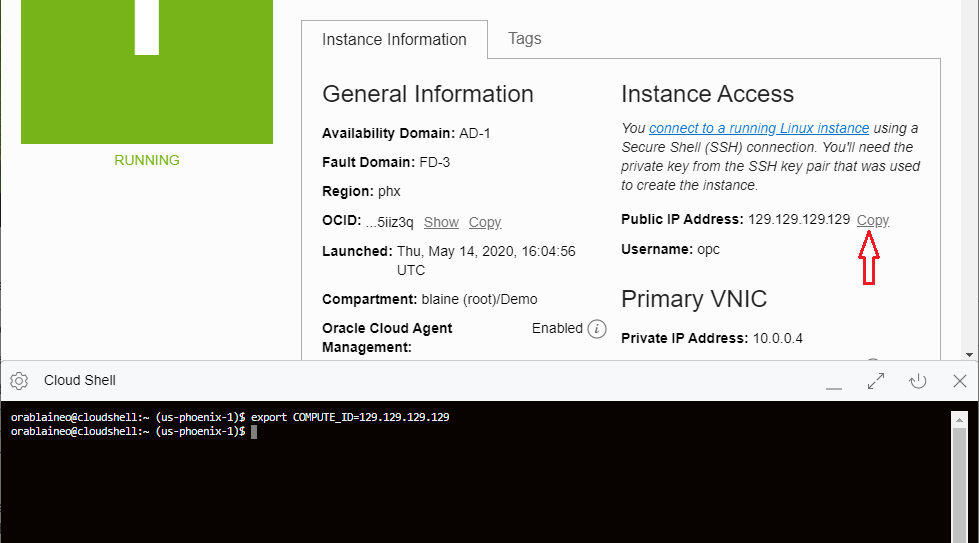 RUNNING
Instance Information
Tags
General Information
Availability Domain: AD-1
Fault Domain: FD-3
Region: phx
OCID: ...5iiz3q Show Copy
Launched: Thu, May 14, 2020, 16:04:56
UTC
Compartment: blaine (root)/Demo
Oracle Cloud Agent
Management:
Enabled
Instance Access
You connect to a running Linux instance using a
Secure Shell (SSH) connection. You'll need the
private key from the SSH key pair that was used
to create the instance.
Public IP Address: 129.129.129.129 Copy
Username: opc
Primary VNIC
Private IP Address: 10.0.0.4
Cloud Shell
orablaineo@cloudshell:~ (us-phoenix-1)$ export COMPUTE_ID=129.129.129.129
orablaineo@cloudshell:~ (us-phoenix-1)$